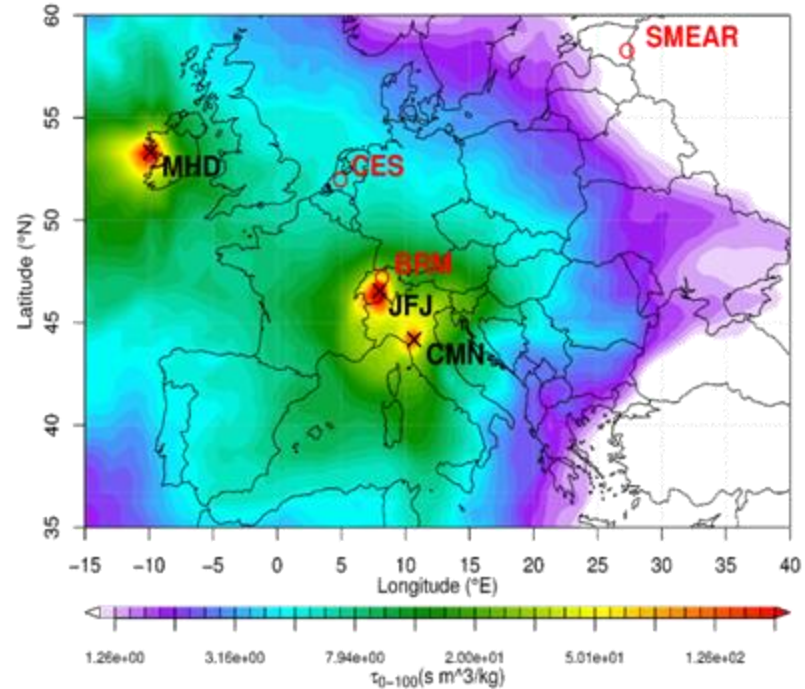 60
55
50
45
40
35
Latitude (°N)
SMEAR
MHD
CES
BRM
JFJ
CMN
−15 −10 −5 0 5 10 15 20 25 30 35 40
Longitude (°E)
1.26e+00 3.16e+00 7.94e+00 2.00e+01 5.01e+01 1.26e+02
τ0−100(s m^3/kg)